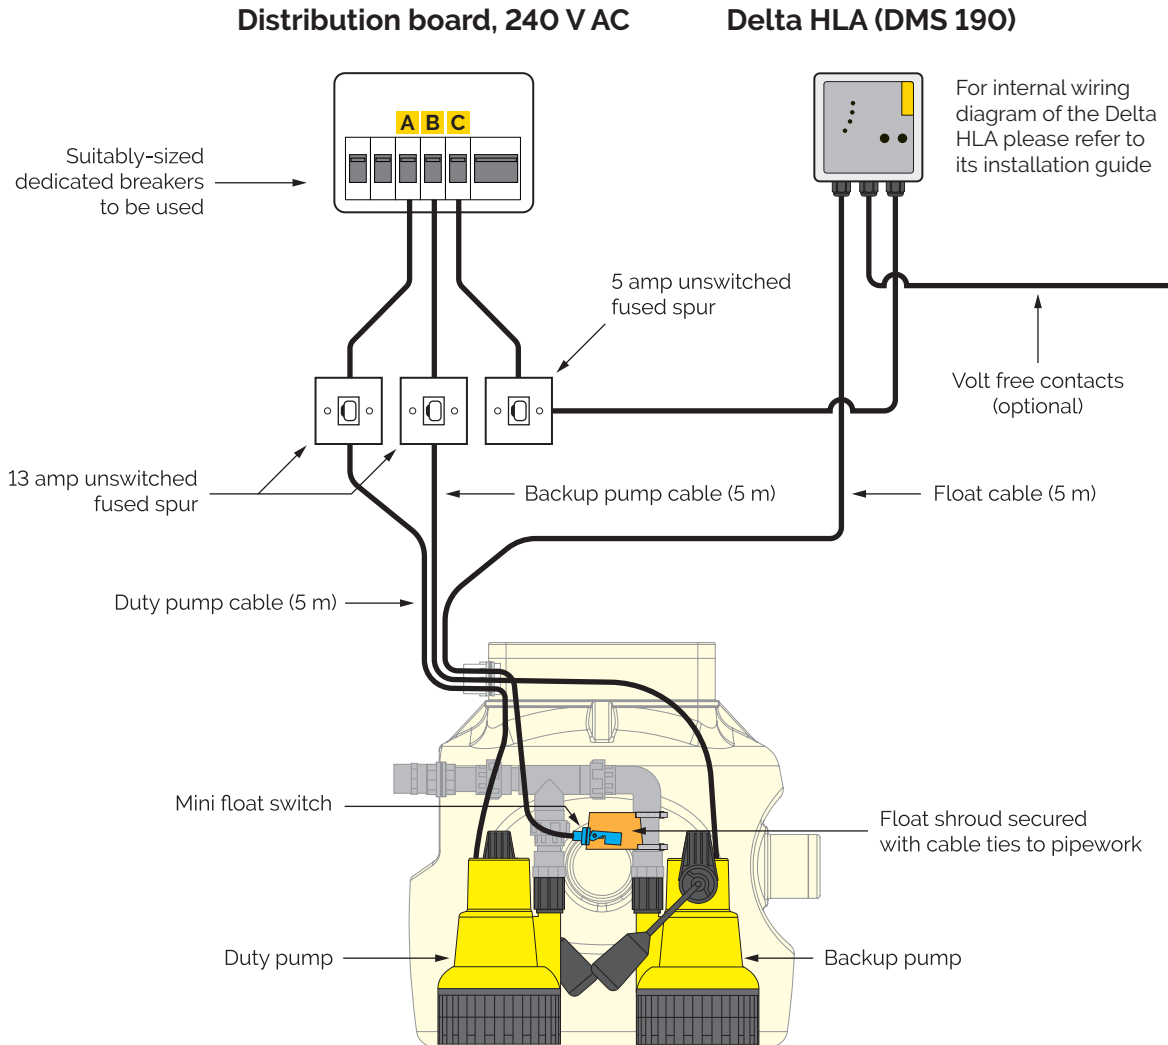 Distribution board, 240 V AC
Delta HLA (DMS 190)
A B C
Suitably-sized
dedicated breakers
to be used
For internal wiring
diagram of the Delta
HLA please refer to
its installation guide
5 amp unswitched
fused spur
Volt free contacts
(optional)
13 amp unswitched
fused spur
Backup pump cable (5 m)
Float cable (5 m)
Duty pump cable (5 m)
Mini float switch
Float shroud secured
with cable ties to pipework
Duty pump
Backup pump